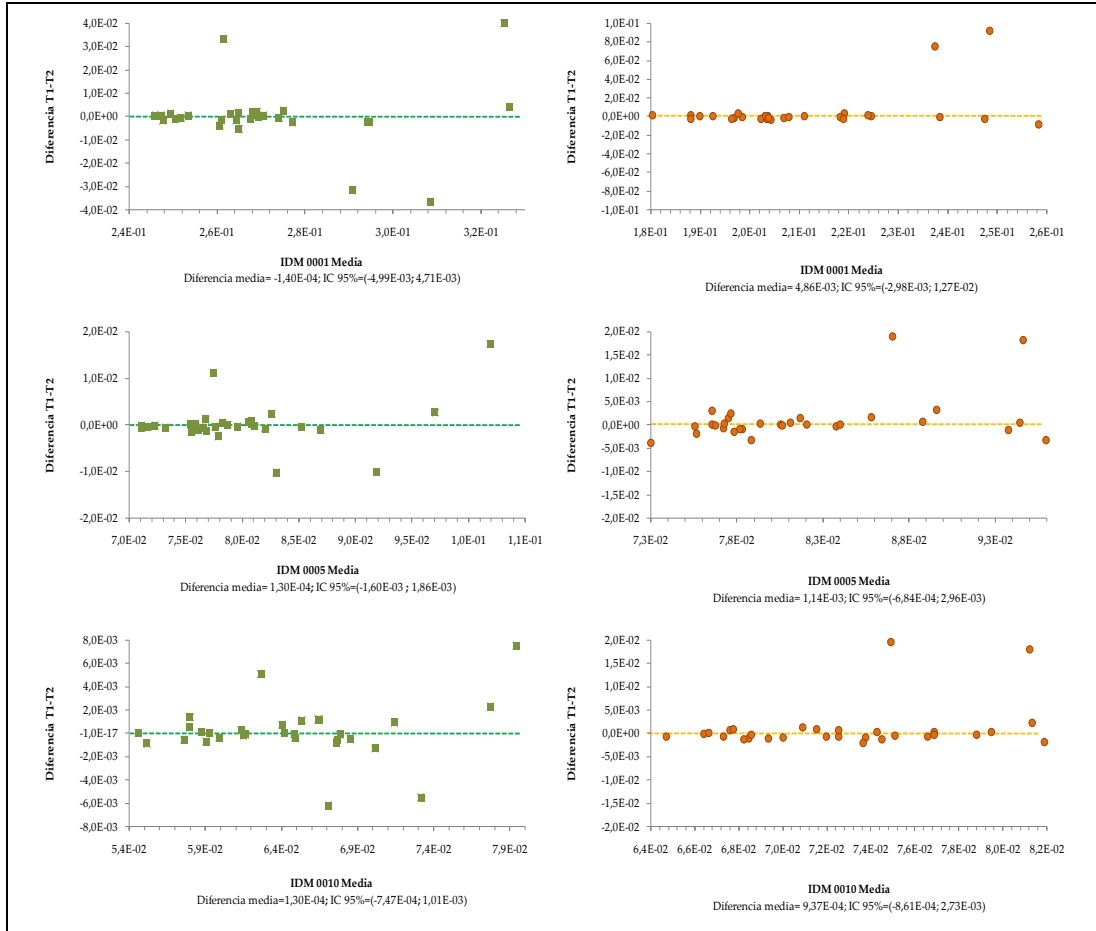 Diferencia T1-T2
4,0E-02
3,0E-02
2,0E-02
1,0E-02
0,0E+00
-1,0E-02
-2,0E-02
-3,0E-02
-4,0E-02
2,4E-01 2,6E-01 2,8E-01 3,0E-01 3,2E-01
IDM 0001 Media
Diferencia media= -1,40E-04; IC 95%=(-4,99E-03; 4,71E-03)
Diferencia T1-T2
1,0E-01
8,0E-02
6,0E-02
4,0E-02
2,0E-02
0,0E+00
-2,0E-02
-4,0E-02
-6,0E-02
-8,0E-02
-1,0E-01
1,8E-01 1,9E-01 2,0E-01 2,1E-01 2,2E-01 2,3E-01 2,4E-01 2,5E-01 2,6E-01
IDM 0001 Media
Diferencia media= 4,86E-03; IC 95%=(-2,98E-03; 1,27E-02)
Diferencia T1-T2
2,0E-02
1,0E-02
0,0E+00
-1,0E-02
-2,0E-02
7,0E-02 7,5E-02 8,0E-02 8,5E-02 9,0E-02 9,5E-02 1,0E-01 1,1E-01
IDM 0005 Media
Diferencia media= 1,30E-04; IC 95%=(-1,60E-03 ; 1,86E-03)
Diferencia T1-T2
2,0E-02
1,5E-02
1,0E-02
5,0E-03
0,0E+00
-5,0E-03
-1,0E-02
-1,5E-02
-2,0E-02
7,3E-02 7,8E-02 8,3E-02 8,8E-02 9,3E-02
IDM 0005 Media
Diferencia media= 1,14E-03; IC 95%=(-6,84E-04; 2,96E-03)
Diferencia T1-T2
8,0E-03
6,0E-03
4,0E-03
2,0E-03
-1,0E-17
-2,0E-03
-4,0E-03
-6,0E-03
-8,0E-03
5,4E-02 5,9E-02 6,4E-02 6,9E-02 7,4E-02 7,9E-02
IDM 0010 Media
Diferencia media=1,30E-04; IC 95%=(-7,47E-04; 1,01E-03)
Diferencia T1-T2
2,0E-02
1,5E-02
1,0E-02
5,0E-03
0,0E+00
-5,0E-03
-1,0E-02
-1,5E-02
-2,0E-02
6,4E-02 6,6E-02 6,8E-02 7,0E-02 7,2E-02 7,4E-02 7,6E-02 7,8E-02 8,0E-02 8,2E-02
IDM 0010 Media
Diferencia media= 9,37E-04; IC 95%=(-8,61E-04; 2,73E-03)